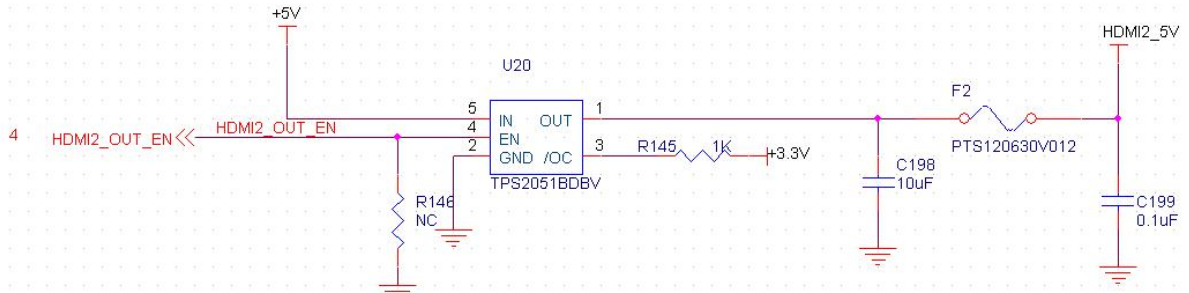 +5V
HDMI2_5V
U20
F2
5 IN OUT 1
4 HDMI2_OUT_EN HDMI2_OUT_EN 4 EN
2 GND /OC 3 R145 1K +3.3V
PTS120630V012
TPS2051BDBV
C198
10uF
R146
NC
C199
0.1uF